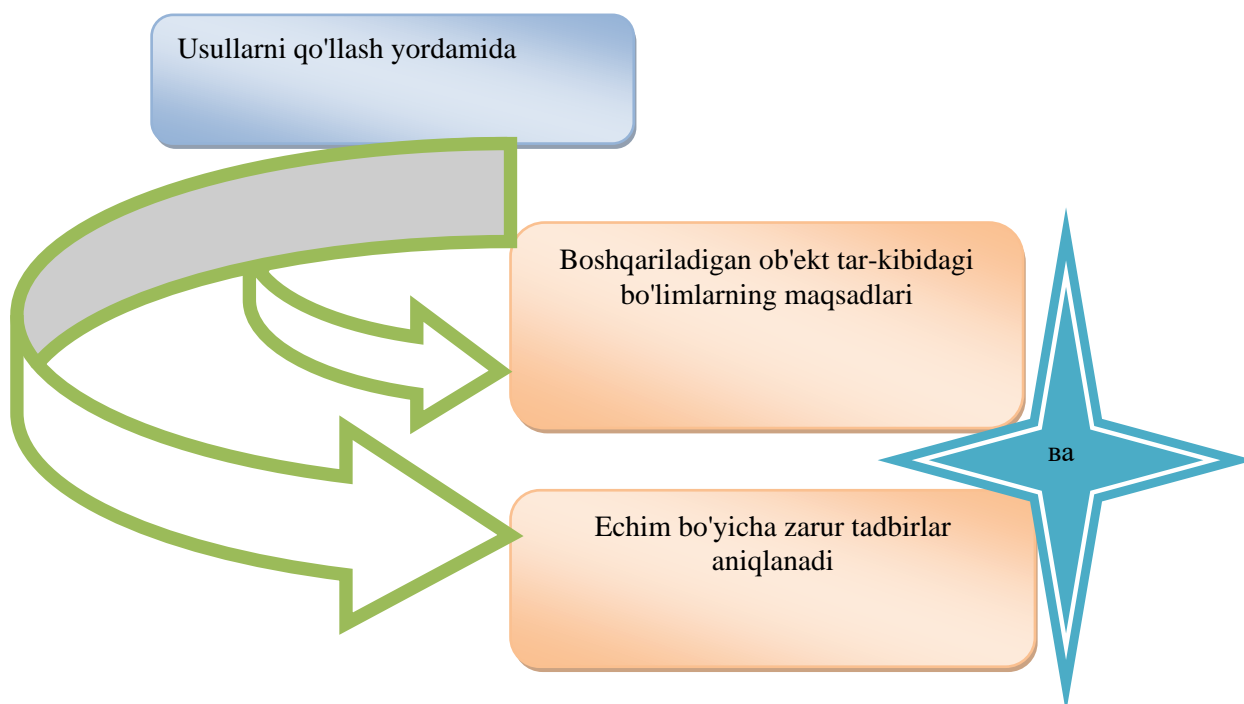 Usullarni qo'llash yordamida
Boshqariladigan ob'ekt tar-kibidagi
bo'limlarning maqsadlari
ва
Echim bo'yicha zarur tadbirlar
aniqlanadi